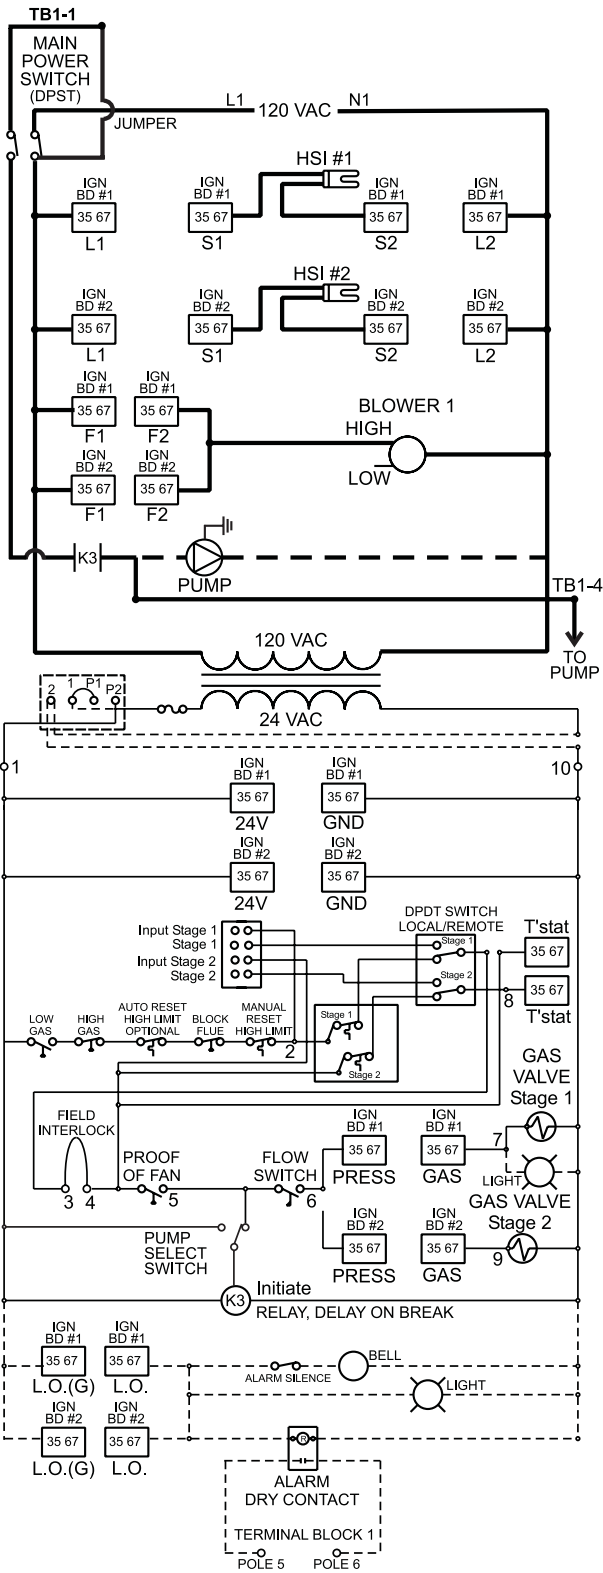 TB1-1
MAIN
POWER
SWITCH
(DPST)
L1 120 VAC N1
JUMPER
HSI #1
IGN IGN IGN IGN
BD #1 BD #1 BD #1 BD #1
35 67 35 67 35 67 35 67
L1 S1 S2 L2
HSI #2
IGN IGN IGN IGN
BD #2 BD #2 BD #2 BD #2
35 67 35 67 35 67 35 67
L1 S1 S2 L2
IGN IGN
BD #1 BD #1
35 67 35 67
F1 F2
BLOWER 1
HIGH
LOW
IGN IGN
BD #2 BD #2
35 67 35 67
F1 F2
K3
PUMP
TB1-4
TO
PUMP
120 VAC
2 1 P1 P2
24 VAC
1 10
IGN IGN
BD #1 BD #1
35 67 35 67
24V GND
IGN IGN
BD #2 BD #2
35 67 35 67
24V GND
Input Stage 1
Stage 1
Input Stage 2
Stage 2
DPDT SWITCH
LOCAL/REMOTE
Stage 1
Stage 2
T'stat
35 67
35 67
8
T'stat
LOW
GAS
HIGH
GAS
AUTO RESET
HIGH LIMIT
OPTIONAL
BLOCK
FLUE
MANUAL
RESET
HIGH LIMIT
2
Stage 1
Stage 2
GAS
VALVE
Stage 1
7
LIGHT
FIELD
INTERLOCK
3 4
PROOF
OF FAN
5
FLOW
SWITCH
6
IGN IGN
BD #1 BD #1
35 67 35 67
PRESS GAS
GAS VALVE
Stage 2
9
IGN IGN
BD #2 BD #2
35 67 35 67
PRESS GAS
PUMP
SELECT
SWITCH
K3
Initiate
RELAY, DELAY ON BREAK
IGN IGN
BD #1 BD #1
35 67 35 67
L.O.(G) L.O.
ALARM SILENCE
BELL
LIGHT
IGN IGN
BD #2 BD #2
35 67 35 67
L.O.(G) L.O.
R
ALARM
DRY CONTACT
TERMINAL BLOCK 1
POLE 5 POLE 6